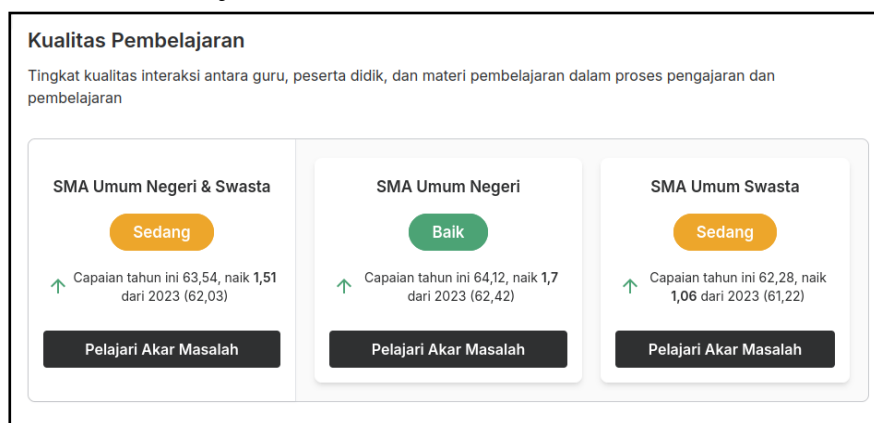 Kualitas Pembelajaran
Tingkat kualitas interaksi antara guru, peserta didik, dan materi pembelajaran dalam proses pengajaran dan
pembelajaran
SMA Umum Negeri & Swasta
Sedang
Capaian tahun ini 63,54, naik 1,51
dari 2023 (62,03)
Pelajari Akar Masalah
SMA Umum Negeri
Baik
Capaian tahun ini 64,12, naik 1,7
dari 2023 (62,42)
Pelajari Akar Masalah
SMA Umum Swasta
Sedang
Capaian tahun ini 62,28, naik
1,06 dari 2023 (61,22)
Pelajari Akar Masalah